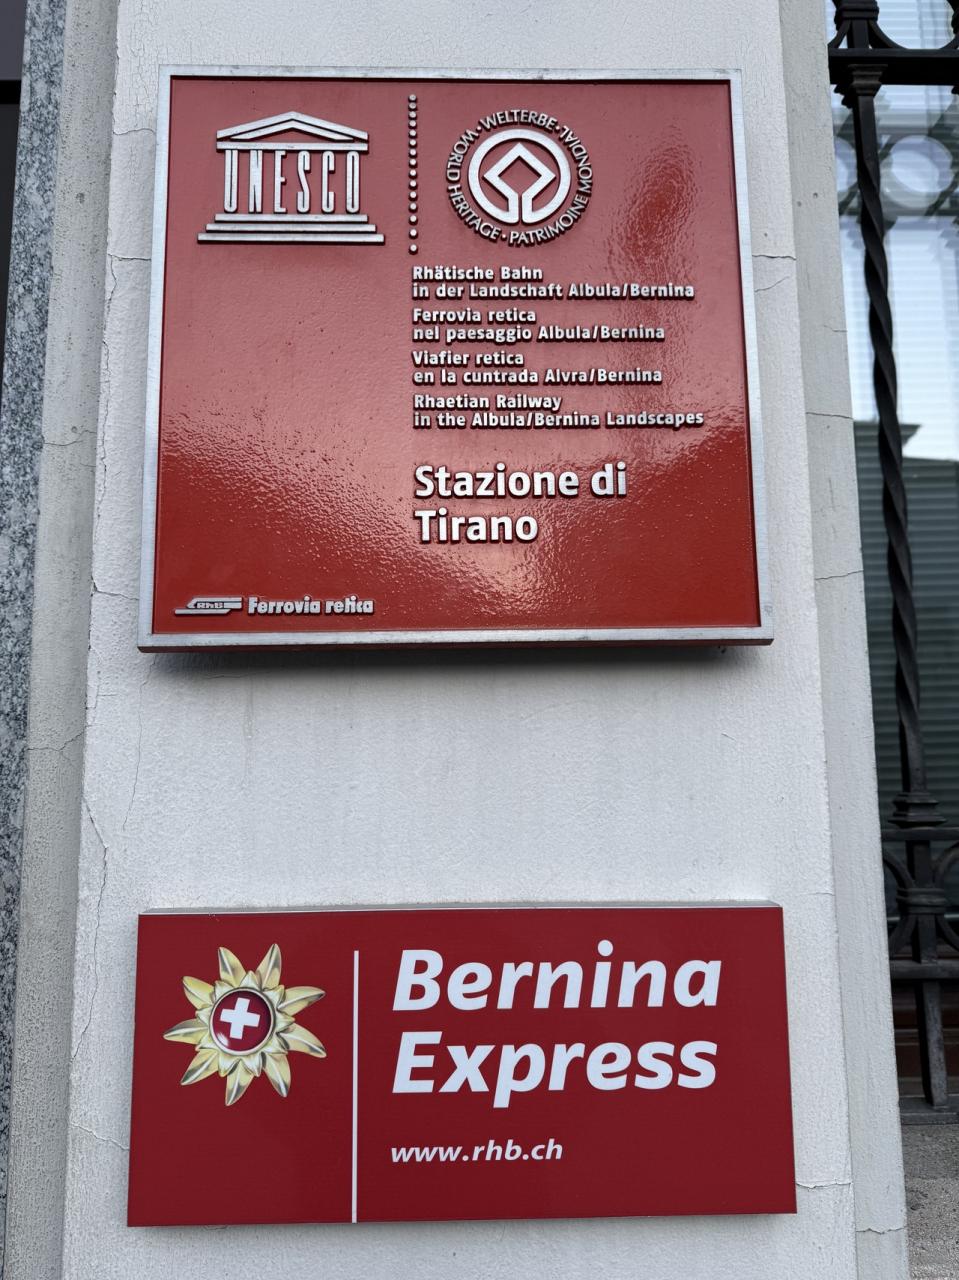 UNESCO
WORLD HERITAGE · WELTERBE · PATRIMOINE MONDIAL ·
Rhätische Bahn
in der Landschaft Albula/Bernina
Ferrovia retica
nel paesaggio Albula/Bernina
Viafier retica
en la cuntrada Alvra/Bernina
Rhaetian Railway
in the Albula/Bernina Landscapes
Stazione di
Tirano
RhB Ferrovia retica
Bernina
Express
www.rhb.ch